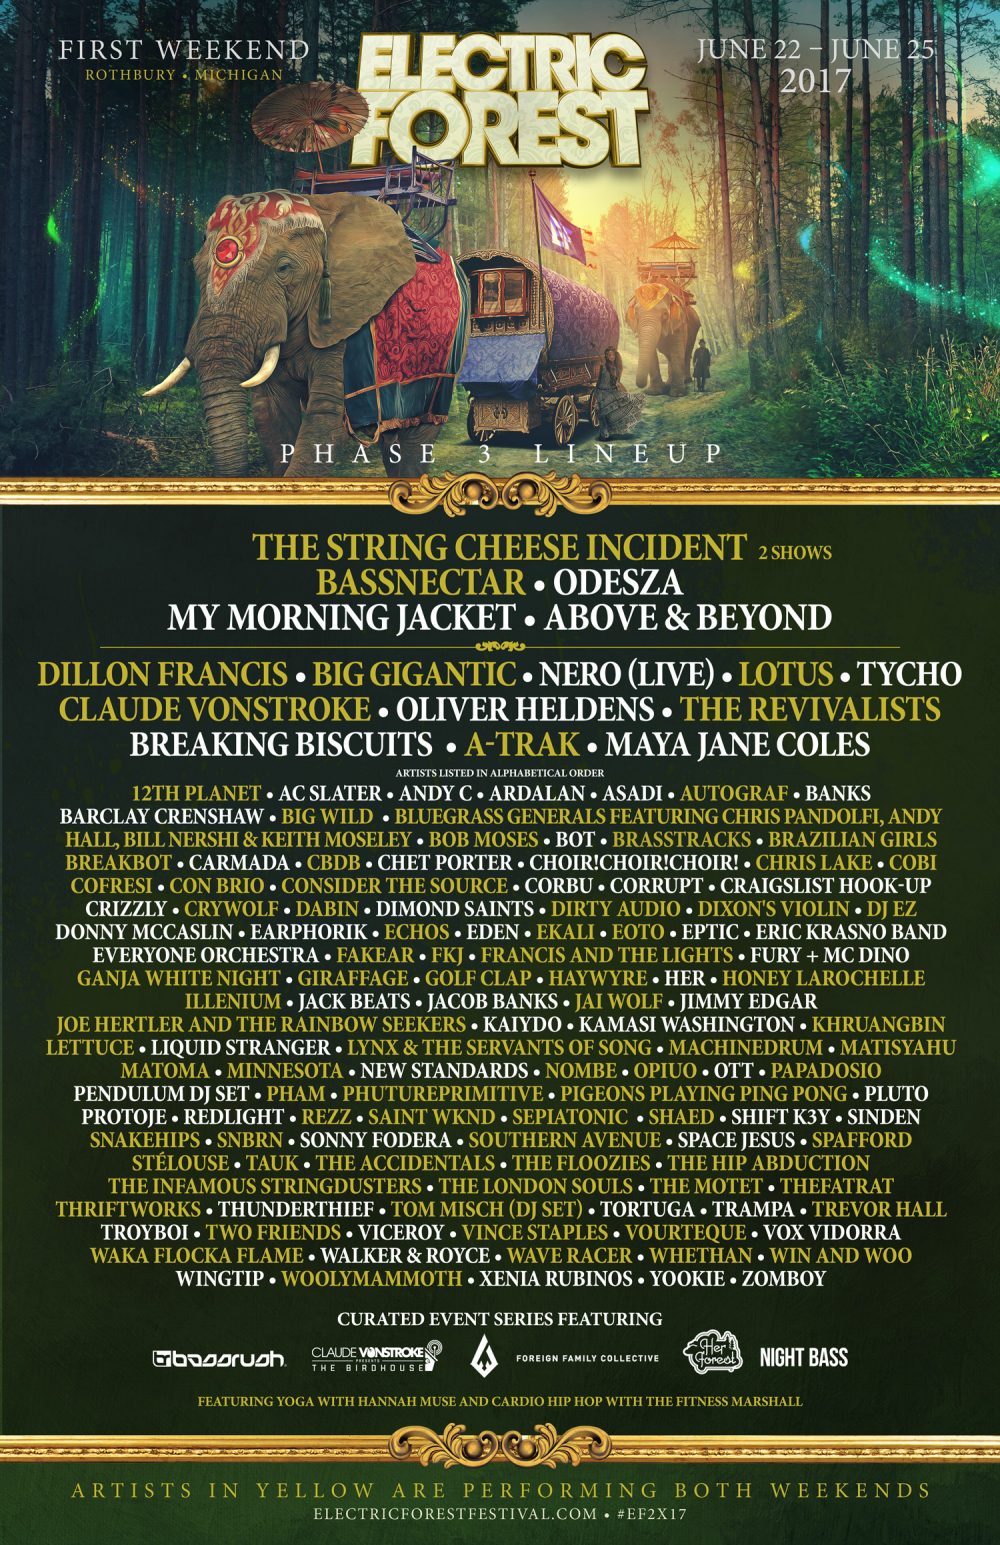 FIRST WEEKEND
ROTHBURY • MICHIGAN
ELECTRIC
FOREST
JUNE 22 – JUNE 25
2017
EF
PHASE 3 LINEUP
THE STRING CHEESE INCIDENT 2 SHOWS
BASSNECTAR • ODESZA
MY MORNING JACKET • ABOVE & BEYOND
DILLON FRANCIS • BIG GIGANTIC • NERO (LIVE) • LOTUS • TYCHO
CLAUDE VONSTROKE • OLIVER HELDENS • THE REVIVALISTS
BREAKING BISCUITS • A-TRAK • MAYA JANE COLES
ARTISTS LISTED IN ALPHABETICAL ORDER
12TH PLANET • AC SLATER • ANDY C • ARDALAN • ASADI • AUTOGRAF • BANKS
BARCLAY CRENSHAW • BIG WILD • BLUEGRASS GENERALS FEATURING CHRIS PANDOLFI, ANDY
HALL, BILL NERSHI & KEITH MOSELEY • BOB MOSES • BOT • BRASSTRACKS • BRAZILIAN GIRLS
BREAKBOT • CARMADA • CBDB • CHET PORTER • CHOIR!CHOIR!CHOIR! • CHRIS LAKE • COBI
COFRESI • CON BRIO • CONSIDER THE SOURCE • CORBU • CORRUPT • CRAIGSLIST HOOK-UP
CRIZZLY • CRYWOLF • DABIN • DIMOND SAINTS • DIRTY AUDIO • DIXON'S VIOLIN • DJ EZ
DONNY MCCASLIN • EARPHORIK • ECHOS • EDEN • EKALI • EOTO • EPTIC • ERIC KRASNO BAND
EVERYONE ORCHESTRA • FAKEAR • FKJ • FRANCIS AND THE LIGHTS • FURY + MC DINO
GANJA WHITE NIGHT • GIRAFFAGE • GOLF CLAP • HAYWYRE • HER • HONEY LAROCHELLE
ILLENIUM • JACK BEATS • JACOB BANKS • JAI WOLF • JIMMY EDGAR
JOE HERTLER AND THE RAINBOW SEEKERS • KAIYDO • KAMASI WASHINGTON • KHRUANGBIN
LETTUCE • LIQUID STRANGER • LYNX & THE SERVANTS OF SONG • MACHINEDRUM • MATISYAHU
MATOMA • MINNESOTA • NEW STANDARDS • NOMBE • OPIUO • OTT • PAPADOSIO
PENDULUM DJ SET • PHAM • PHUTUREPRIMITIVE • PIGEONS PLAYING PING PONG • PLUTO
PROTOJE • REDLIGHT • REZZ • SAINT WKND • SEPIATONIC • SHAED • SHIFT K3Y • SINDEN
SNAKEHIPS • SNBRN • SONNY FODERA • SOUTHERN AVENUE • SPACE JESUS • SPAFFORD
STÉLOUSE • TAUK • THE ACCIDENTALS • THE FLOOZIES • THE HIP ABDUCTION
THE INFAMOUS STRINGDUSTERS • THE LONDON SOULS • THE MOTET • THEFATRAT
THRIFTWORKS • THUNDERTHIEF • TOM MISCH (DJ SET) • TORTUGA • TRAMPA • TREVOR HALL
TROYBOI • TWO FRIENDS • VICEROY • VINCE STAPLES • VOURTEQUE • VOX VIDORRA
WAKA FLOCKA FLAME • WALKER & ROYCE • WAVE RACER • WHETHAN • WIN AND WOO
WINGTIP • WOOLYMAMMOTH • XENIA RUBINOS • YOOKIE • ZOMBOY
CURATED EVENT SERIES FEATURING
bassrush
CLAUDE VONSTROKE
PRESENTS
THE BIRDHOUSE
FOREIGN FAMILY COLLECTIVE
Her Forest
NIGHT BASS
FEATURING YOGA WITH HANNAH MUSE AND CARDIO HIP HOP WITH THE FITNESS MARSHALL
ARTISTS IN YELLOW ARE PERFORMING BOTH WEEKENDS
ELECTRICFORESTFESTIVAL.COM • #EF2X17